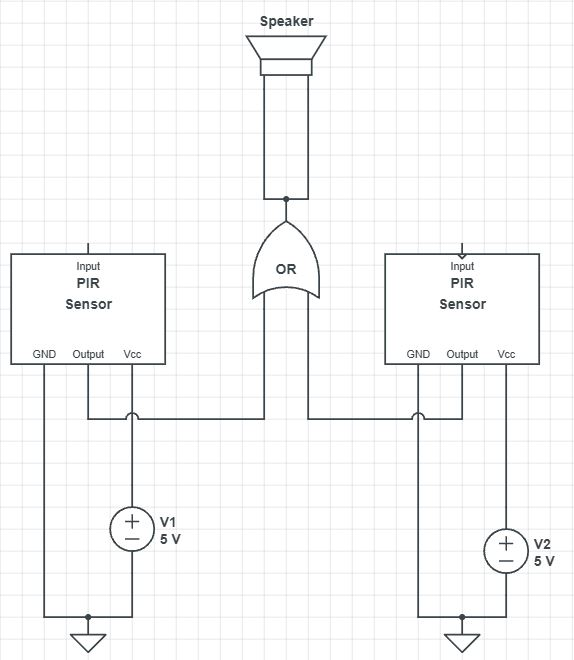 Speaker
OR
Input
PIR
Sensor
GND Output Vcc
Input
PIR
Sensor
GND Output Vcc
V1
5 V
V2
5 V